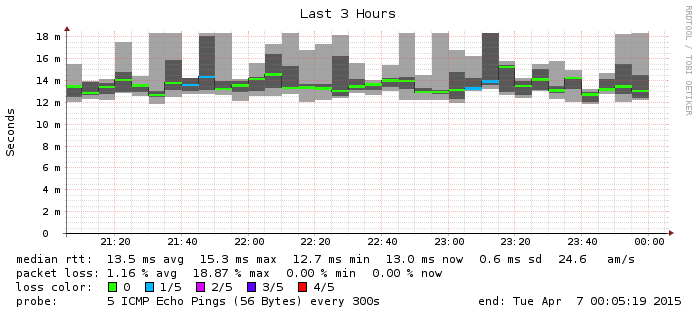 Last 3 Hours
RRDTOOL / TOBI OETIKER
Seconds
18 m
16 m
14 m
12 m
10 m
8 m
6 m
4 m
2 m
0
21:20 21:40 22:00 22:20 22:40 23:00 23:20 23:40 00:00
median rtt: 13.5 ms avg 15.3 ms max 12.7 ms min 13.0 ms now 0.6 ms sd 24.6 am/s
packet loss: 1.16 % avg 18.87 % max 0.00 % min 0.00 % now
loss color: 0 1/5 2/5 3/5 4/5
probe: 5 ICMP Echo Pings (56 Bytes) every 300s end: Tue Apr 7 00:05:19 2015